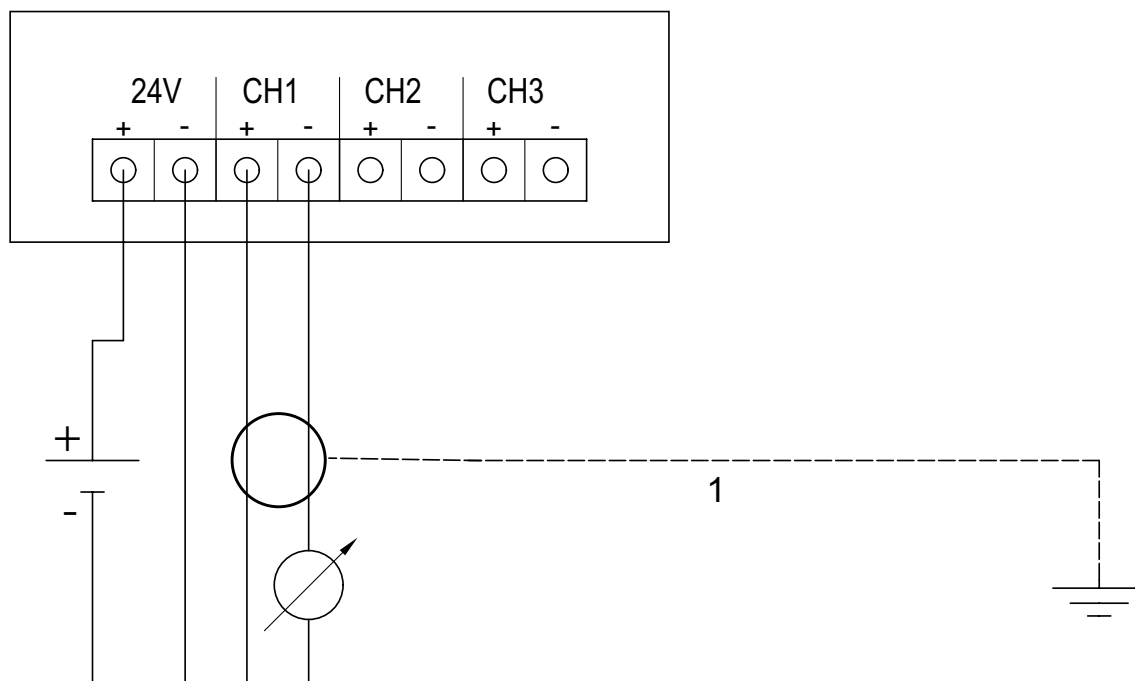 24V CH1 CH2 CH3
+ - + - + - + -
+
-
1